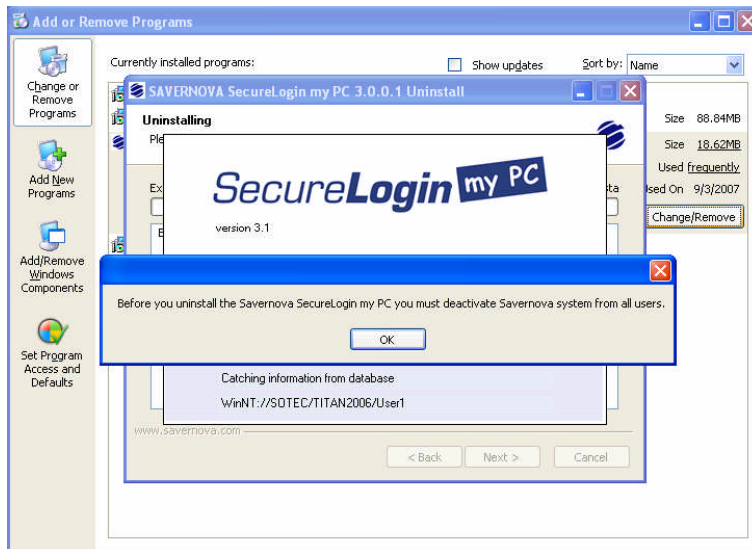 Add or Remove Programs
Change or
Remove
Programs
Add New
Programs
Add/Remove
Windows
Components
Set Program
Access and
Defaults
Currently installed programs:
Show updates
Sort by:
Name
Size 88.84MB
Size 18.62MB
Used frequently
Used On 9/3/2007
Change/Remove
SAVERNOVA SecureLogin my PC 3.0.0.1 Uninstall
Uninstalling
SecureLogin my PC
version 3.1
Before you uninstall the Savernova SecureLogin my PC you must deactivate Savernova system from all users.
OK
Catching information from database
WinNT://SOTEC/TITAN2006/User1
www.savernova.com
< Back
Next >
Cancel